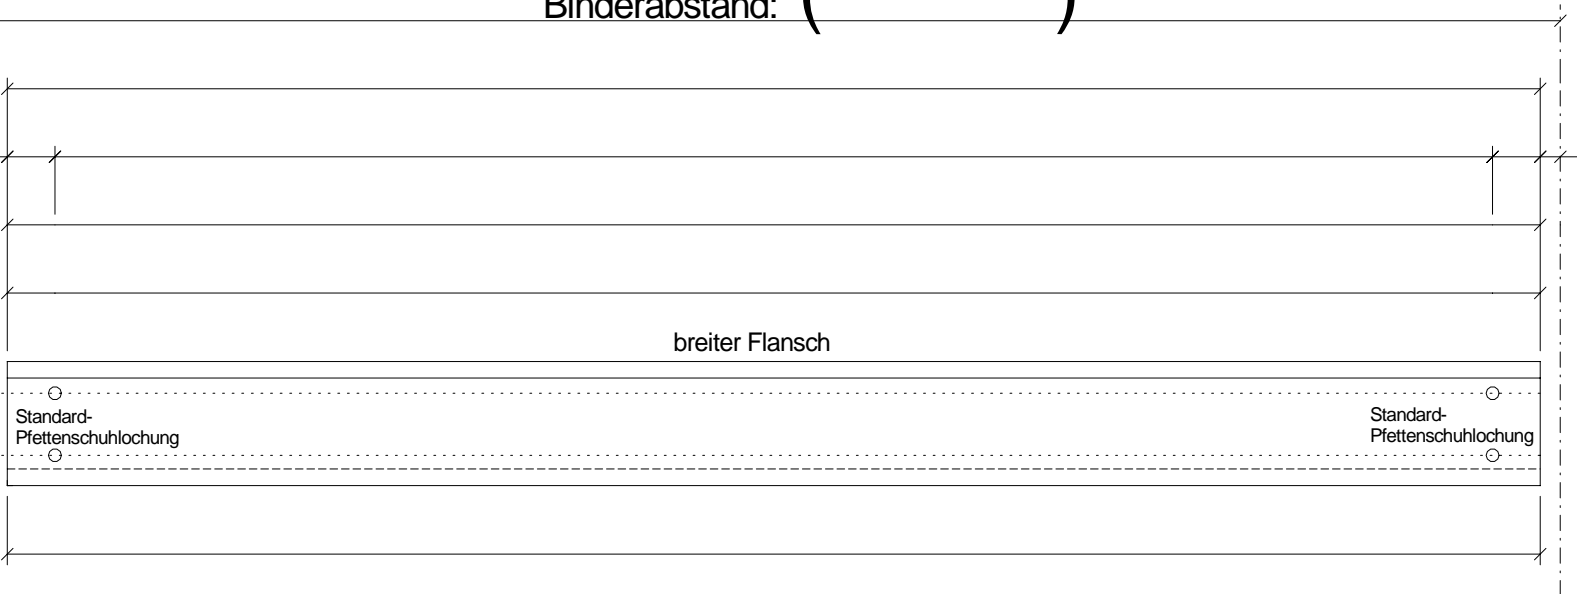 Binderabstand: ( )
breiter Flansch
Standard-
Pfettenschuhlochung
Standard-
Pfettenschuhlochung